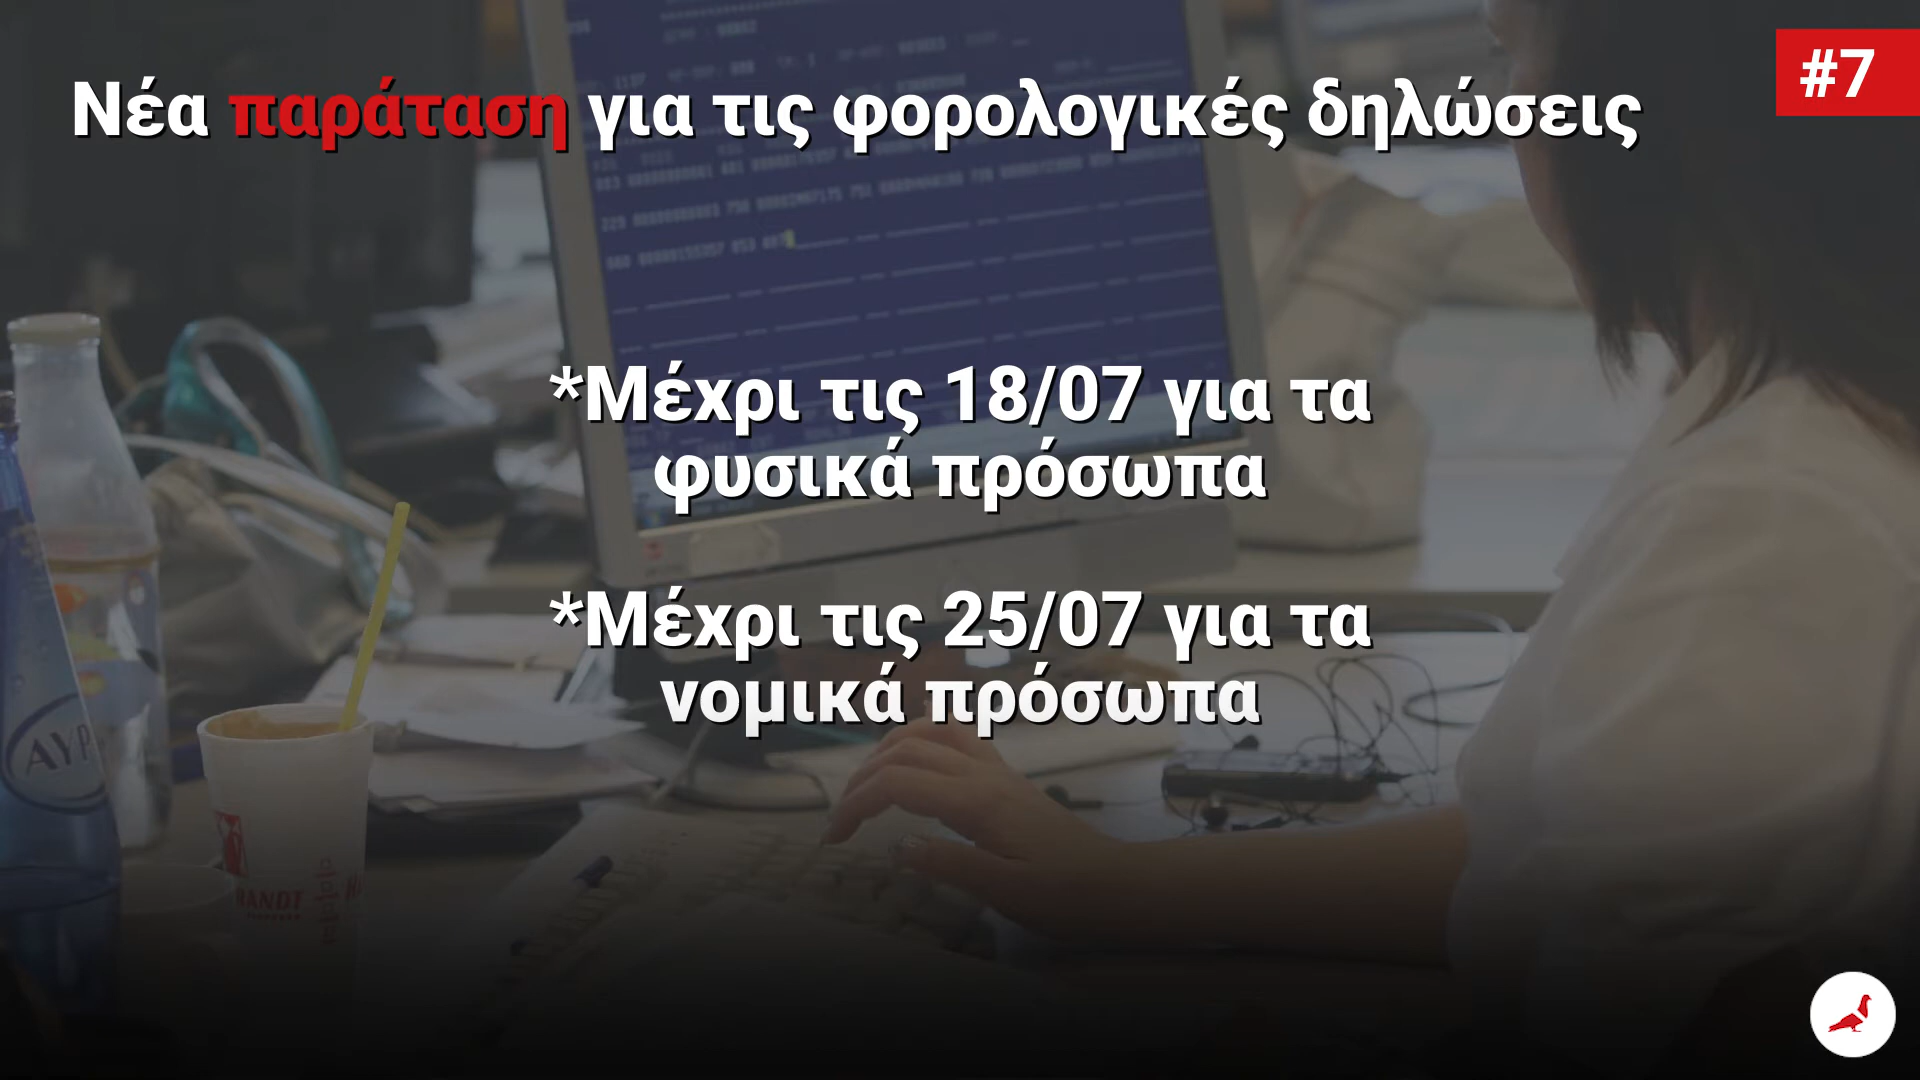 Νέα παράταση για τις φορολογικές δηλώσεις
#7
*Μέχρι τις 18/07 για τα
φυσικά πρόσωπα
*Μέχρι τις 25/07 για τα
νομικά πρόσωπα
ΑΥΡ